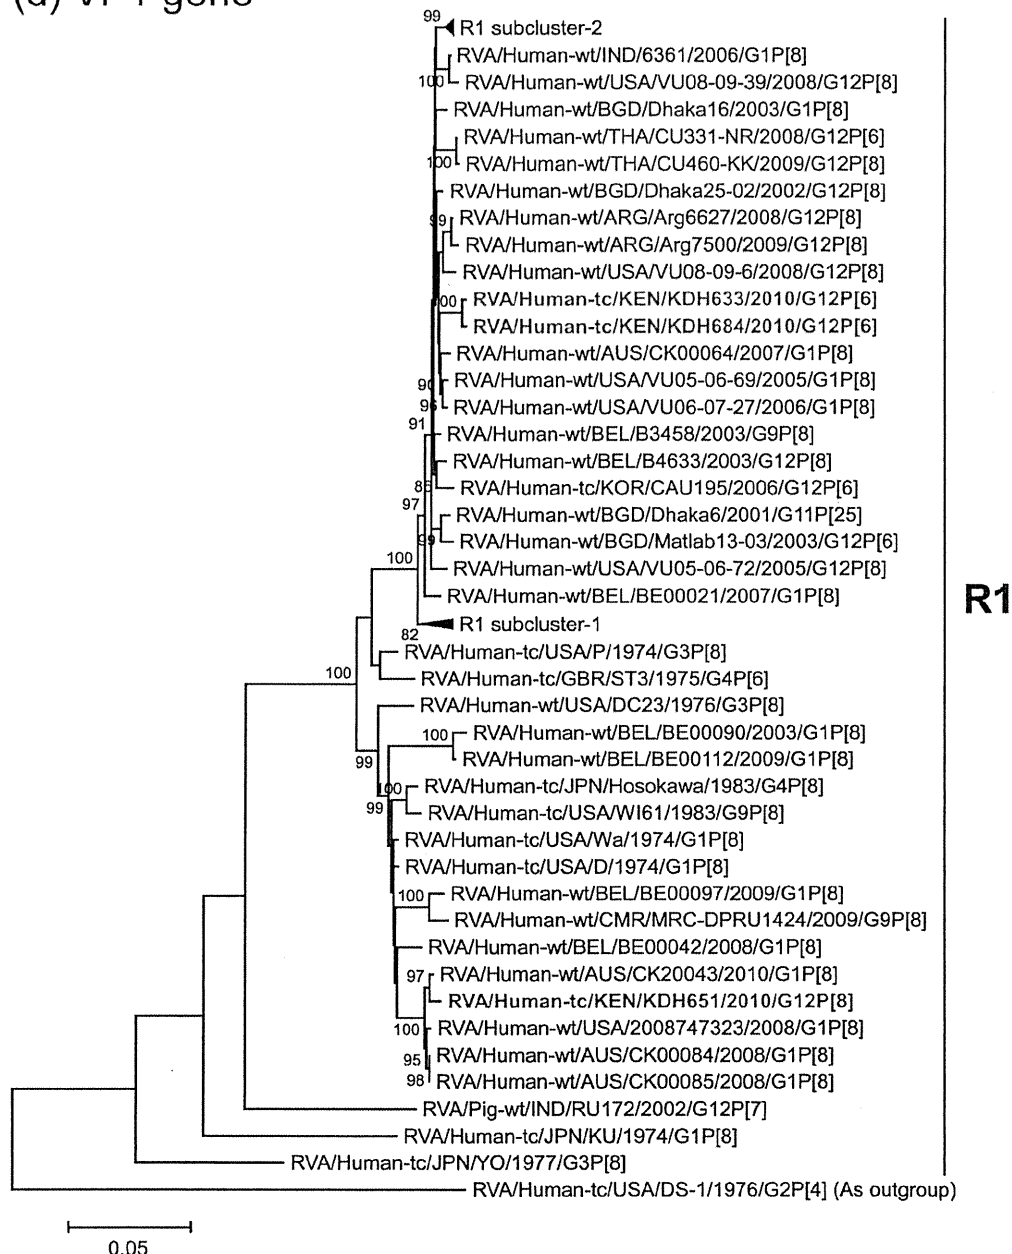 99
R1 subcluster-2
RVA/Human-wt/IND/6361/2006/G1P[8]
100
RVA/Human-wt/USA/VU08-09-39/2008/G12P[8]
RVA/Human-wt/BGD/Dhaka16/2003/G1P[8]
RVA/Human-wt/THA/CU331-NR/2008/G12P[6]
100
RVA/Human-wt/THA/CU460-KK/2009/G12P[8]
RVA/Human-wt/BGD/Dhaka25-02/2002/G12P[8]
99
RVA/Human-wt/ARG/Arg6627/2008/G12P[8]
RVA/Human-wt/ARG/Arg7500/2009/G12P[8]
RVA/Human-wt/USA/VU08-09-6/2008/G12P[8]
100
RVA/Human-tc/KEN/KDH633/2010/G12P[6]
RVA/Human-tc/KEN/KDH684/2010/G12P[6]
RVA/Human-wt/AUS/CK00064/2007/G1P[8]
90
RVA/Human-wt/USA/VU05-06-69/2005/G1P[8]
96
RVA/Human-wt/USA/VU06-07-27/2006/G1P[8]
91
RVA/Human-wt/BEL/B3458/2003/G9P[8]
RVA/Human-wt/BEL/B4633/2003/G12P[8]
RVA/Human-tc/KOR/CAU195/2006/G12P[6]
97
RVA/Human-wt/BGD/Dhaka6/2001/G11P[25]
99
RVA/Human-wt/BGD/Matlab13-03/2003/G12P[6]
100
RVA/Human-wt/USA/VU05-06-72/2005/G12P[8]
RVA/Human-wt/BEL/BE00021/2007/G1P[8]
R1
R1 subcluster-1
82
RVA/Human-tc/USA/P/1974/G3P[8]
100
RVA/Human-tc/GBR/ST3/1975/G4P[6]
RVA/Human-wt/USA/DC23/1976/G3P[8]
100
RVA/Human-wt/BEL/BE00090/2003/G1P[8]
99
RVA/Human-wt/BEL/BE00112/2009/G1P[8]
100
RVA/Human-tc/JPN/Hosokawa/1983/G4P[8]
99
RVA/Human-tc/USA/WI61/1983/G9P[8]
RVA/Human-tc/USA/Wa/1974/G1P[8]
RVA/Human-tc/USA/D/1974/G1P[8]
100
RVA/Human-wt/BEL/BE00097/2009/G1P[8]
RVA/Human-wt/CMR/MRC-DPRU1424/2009/G9P[8]
RVA/Human-wt/BEL/BE00042/2008/G1P[8]
97
RVA/Human-wt/AUS/CK20043/2010/G1P[8]
RVA/Human-tc/KEN/KDH651/2010/G12P[8]
100
RVA/Human-wt/USA/2008747323/2008/G1P[8]
95
RVA/Human-wt/AUS/CK00084/2008/G1P[8]
98
RVA/Human-wt/AUS/CK00085/2008/G1P[8]
RVA/Pig-wt/IND/RU172/2002/G12P[7]
RVA/Human-tc/JPN/KU/1974/G1P[8]
RVA/Human-tc/JPN/YO/1977/G3P[8]
RVA/Human-tc/USA/DS-1/1976/G2P[4] (As outgroup)
0.05